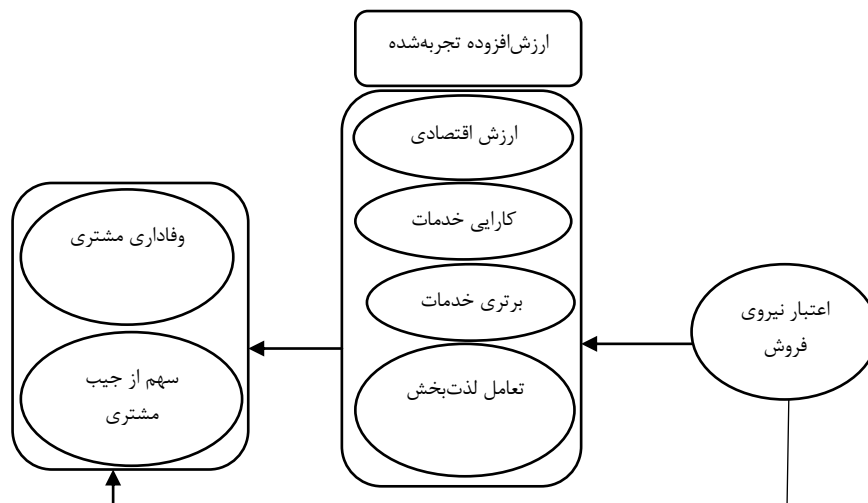 ارزش‌افزوده تجربه‌شده
ارزش اقتصادی
کارایی خدمات
برتری خدمات
تعامل لذت‌بخش
اعتبار نیروی
فروش
وفاداری مشتری
سهم از جیب
مشتری